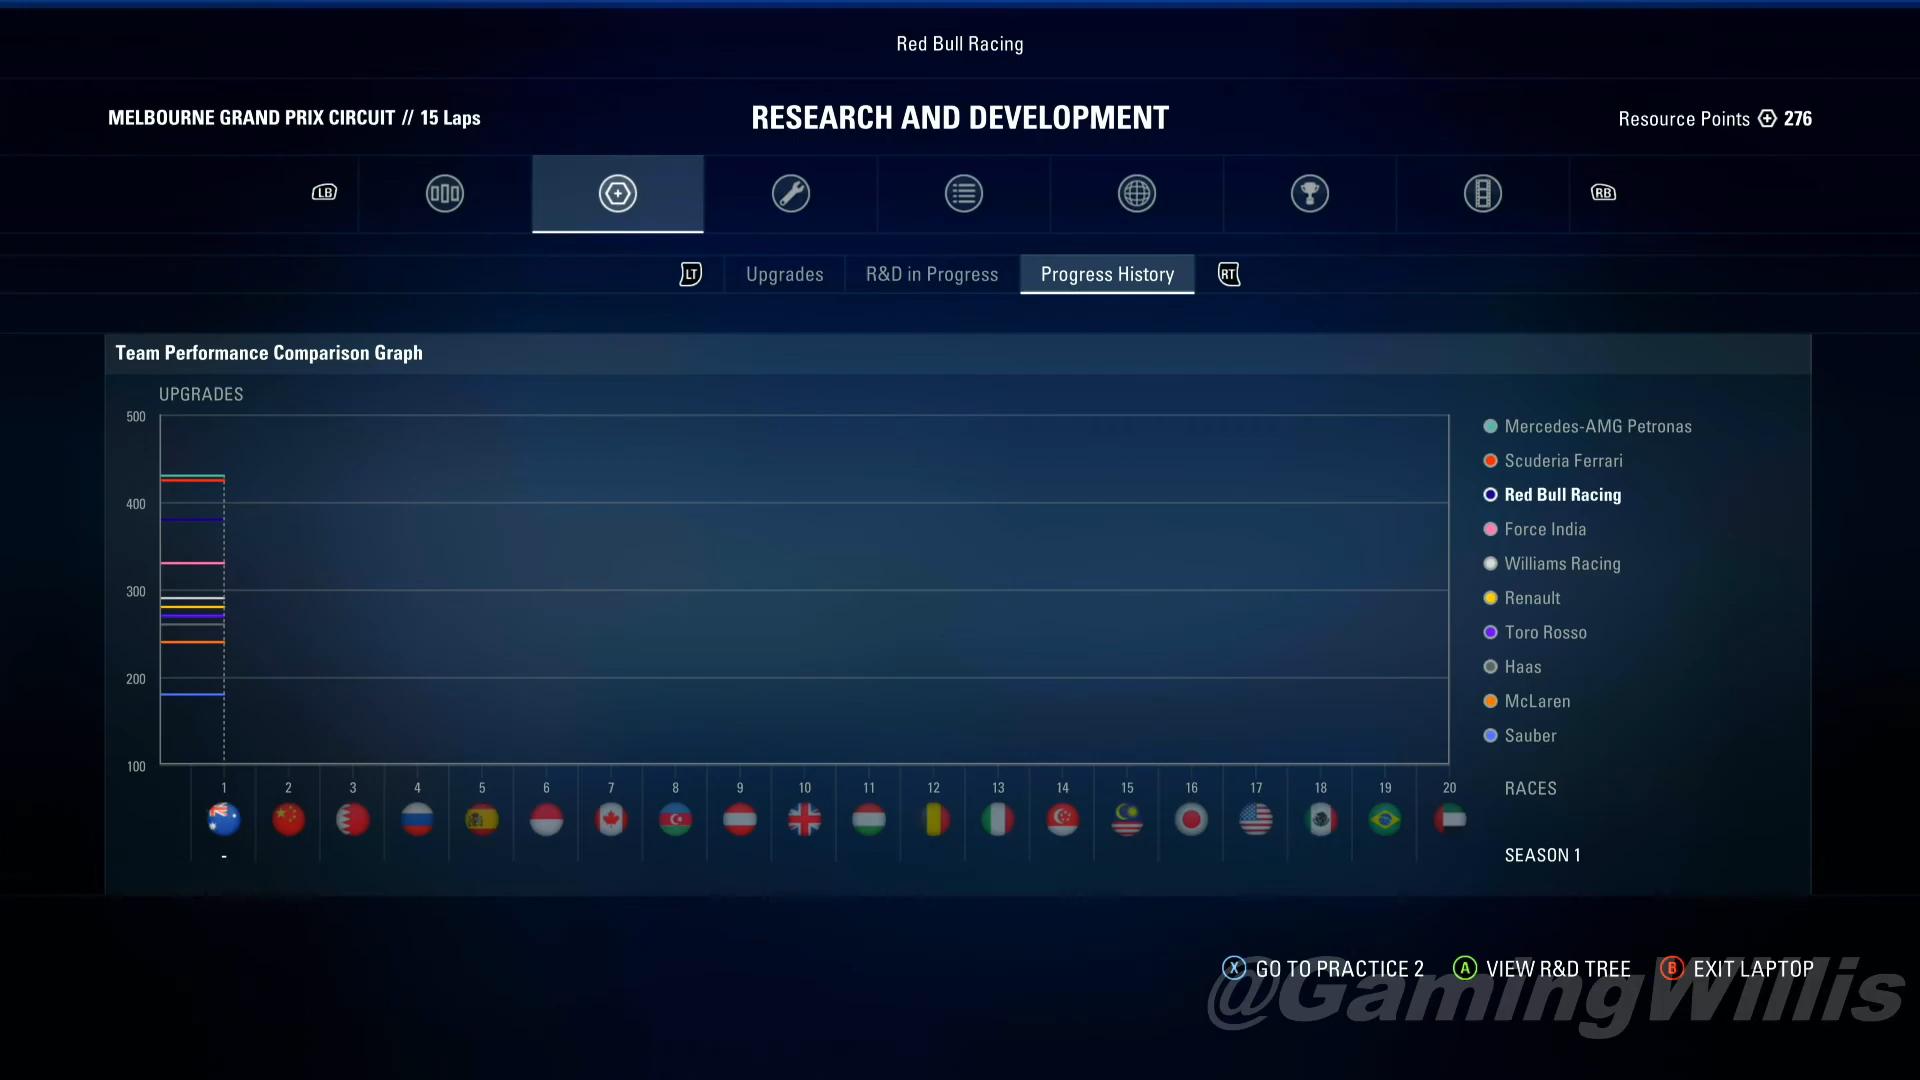 Red Bull Racing
MELBOURNE GRAND PRIX CIRCUIT // 15 Laps
RESEARCH AND DEVELOPMENT
Resource Points 276
LB
RB
LT
Upgrades
R&D in Progress
Progress History
RT
Team Performance Comparison Graph
UPGRADES
500
400
300
200
100
Mercedes-AMG Petronas
Scuderia Ferrari
Red Bull Racing
Force India
Williams Racing
Renault
Toro Rosso
Haas
McLaren
Sauber
1 2 3 4 5 6 7 8 9 10 11 12 13 14 15 16 17 18 19 20
RACES
-
SEASON 1
X GO TO PRACTICE 2
A VIEW R&D TREE
B EXIT LAPTOP
@GamingWillis